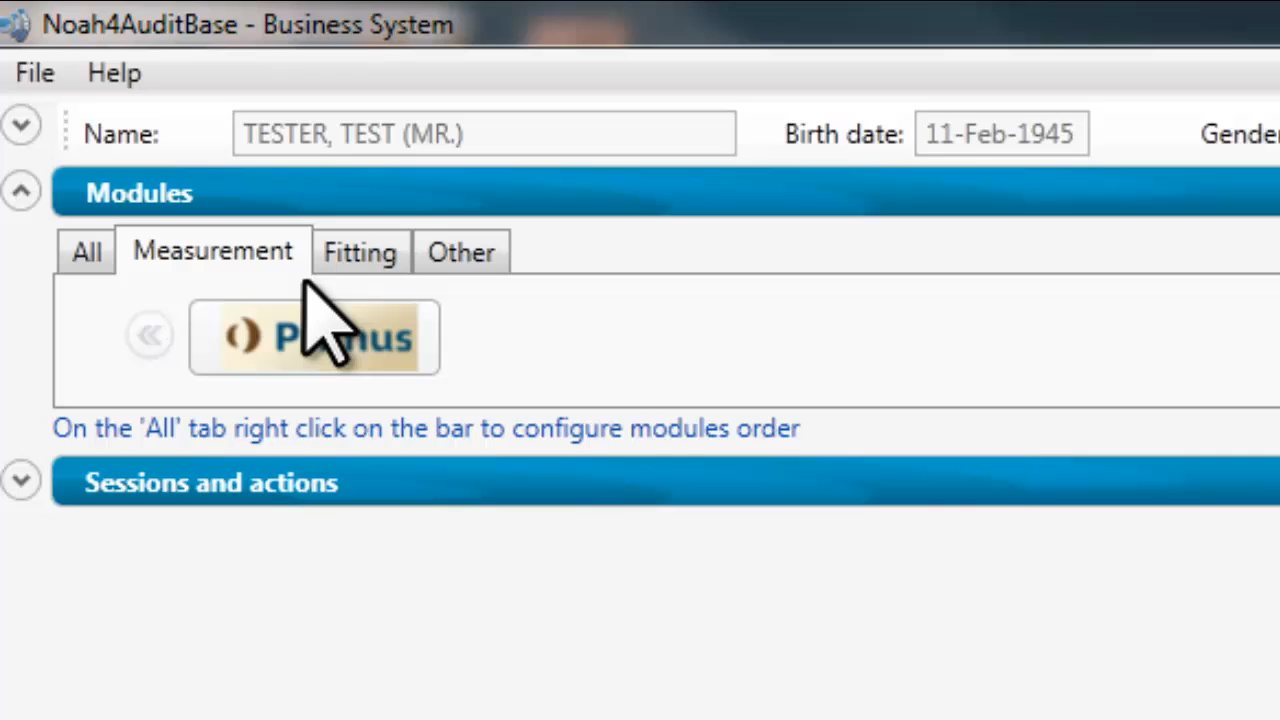 Noah4AuditBase - Business System
File Help
Name: TESTER, TEST (MR.) Birth date: 11-Feb-1945
Modules
All Measurement Fitting Other
On the 'All' tab right click on the bar to configure modules order
Sessions and actions